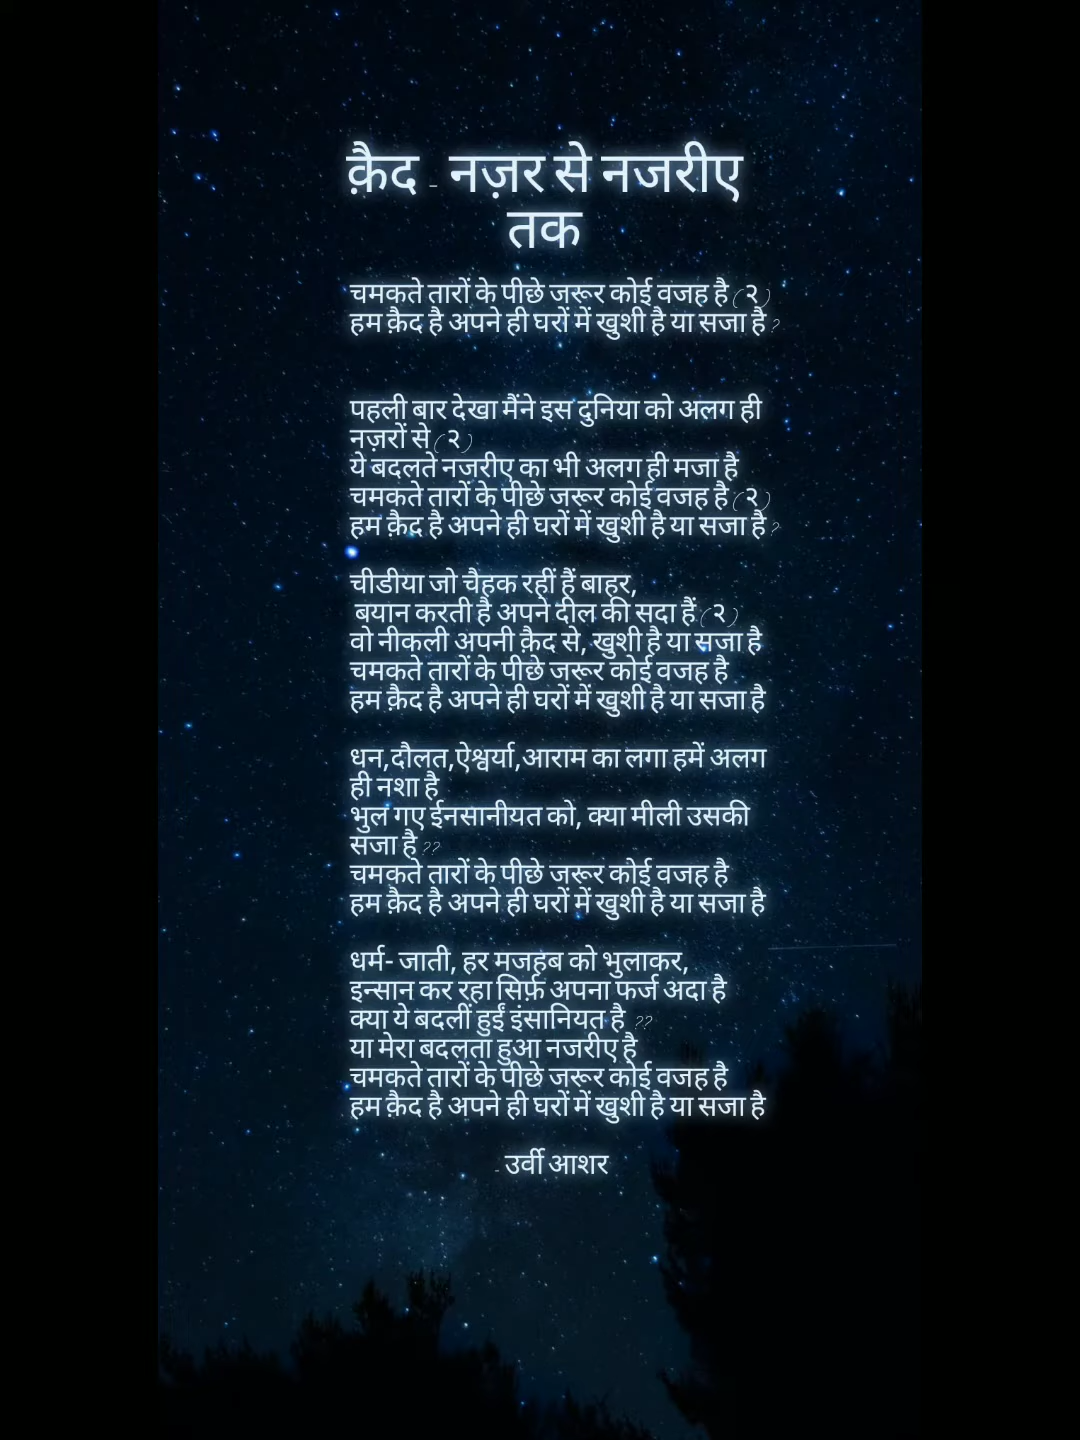 क़ैद - नज़र से नजरीए
तक
चमकते तारों के पीछे जरूर कोई वजह है (२)
हम क़ैद है अपने ही घरों में खुशी है या सजा है ?
पहली बार देखा मैंने इस दुनिया को अलग ही
नज़रों से (२)
ये बदलते नजरीए का भी अलग ही मजा है
चमकते तारों के पीछे जरूर कोई वजह है (२)
हम क़ैद है अपने ही घरों में खुशी है या सजा है ?
चीडीया जो चैहक रहीं हैं बाहर,
बयान करती है अपने दील की सदा हैं (२)
वो नीकली अपनी क़ैद से, खुशी है या सजा है
चमकते तारों के पीछे जरूर कोई वजह है
हम क़ैद है अपने ही घरों में खुशी है या सजा है
धन,दौलत,ऐश्वर्या,आराम का लगा हमें अलग
ही नशा है
भुल गए ईनसानीयत को, क्या मीली उसकी
सजा है ??
चमकते तारों के पीछे जरूर कोई वजह है
हम क़ैद है अपने ही घरों में खुशी है या सजा है
धर्म- जाती, हर मजहब को भुलाकर,
इन्सान कर रहा सिर्फ़ अपना फर्ज अदा है
क्या ये बदलीं हुईं इंसानियत है ??
या मेरा बदलता हुआ नजरीए है
चमकते तारों के पीछे जरूर कोई वजह है
हम क़ैद है अपने ही घरों में खुशी है या सजा है
- उर्वी आशर